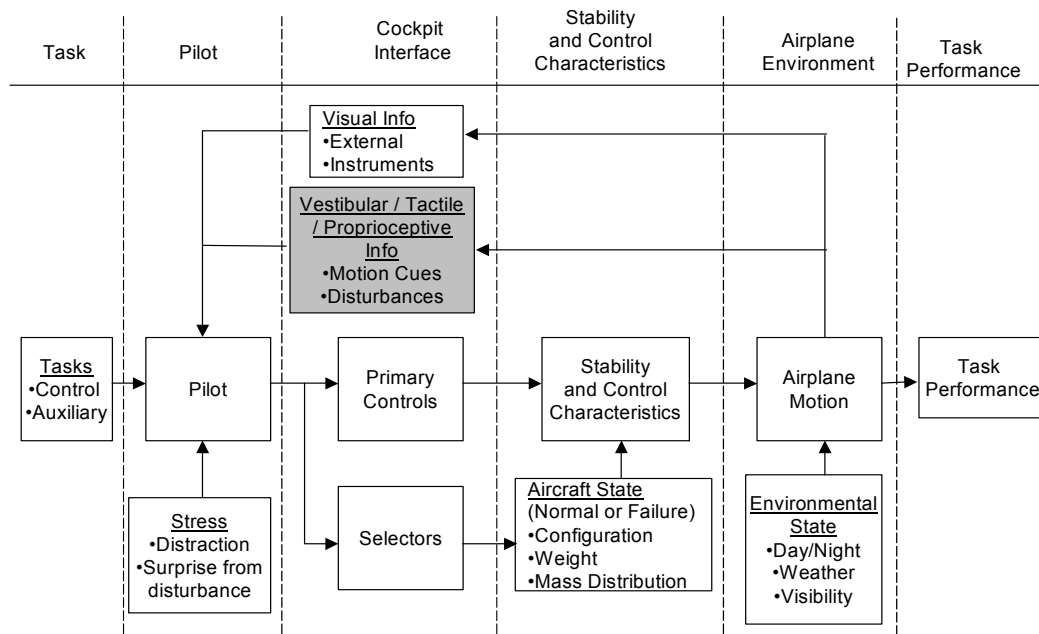 Task
Pilot
Cockpit
Interface
Stability
and Control
Characteristics
Airplane
Environment
Task
Performance
Visual Info
•External
•Instruments
Vestibular / Tactile
/ Proprioceptive
Info
•Motion Cues
•Disturbances
Tasks
• Control
• Auxiliary
Pilot
Primary
Controls
Stability
and Control
Characteristics
Airplane
Motion
Task
Performance
Stress
•Distraction
•Surprise from
disturbance
Selectors
Aircraft State
(Normal or Failure)
•Configuration
•Weight
•Mass Distribution
Environmental
State
•Day/Night
•Weather
•Visibility